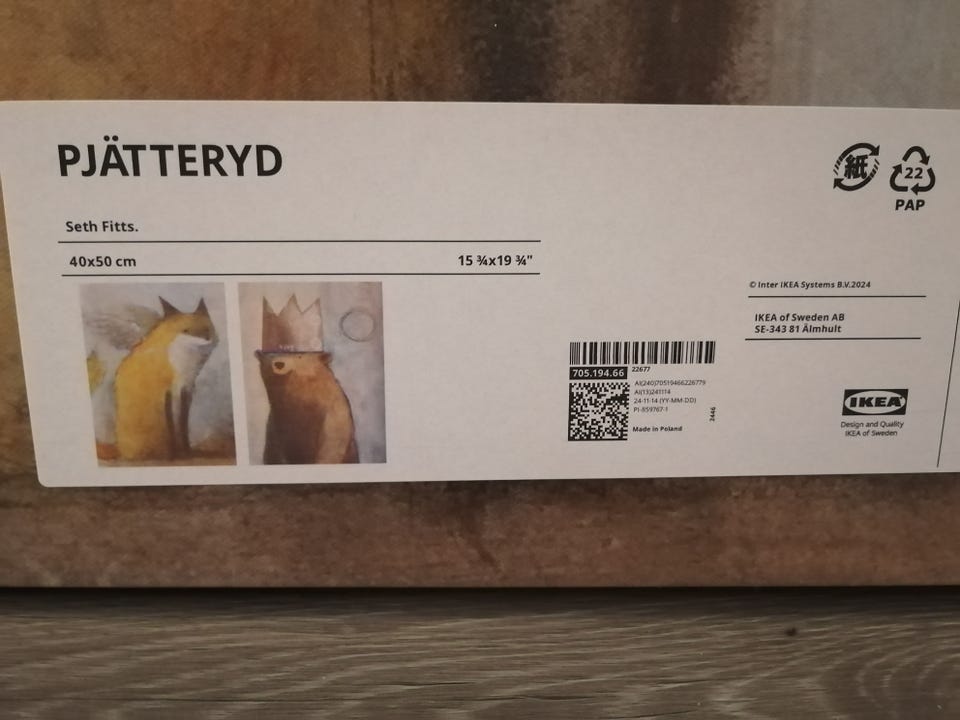 PJÄTTERYD
Seth Fitts.
40x50 cm
15 ¾x19 ¾"
紙
22
PAP
© Inter IKEA Systems B.V.2024
IKEA of Sweden AB
SE-343 81 Älmhult
705.194.66
22677
AI(240)70519466226779
AI(13)241114
24-11-14 (YY-MM-DD)
PI-859767-1
2446
Made in Poland
IKEA
Design and Quality
IKEA of Sweden